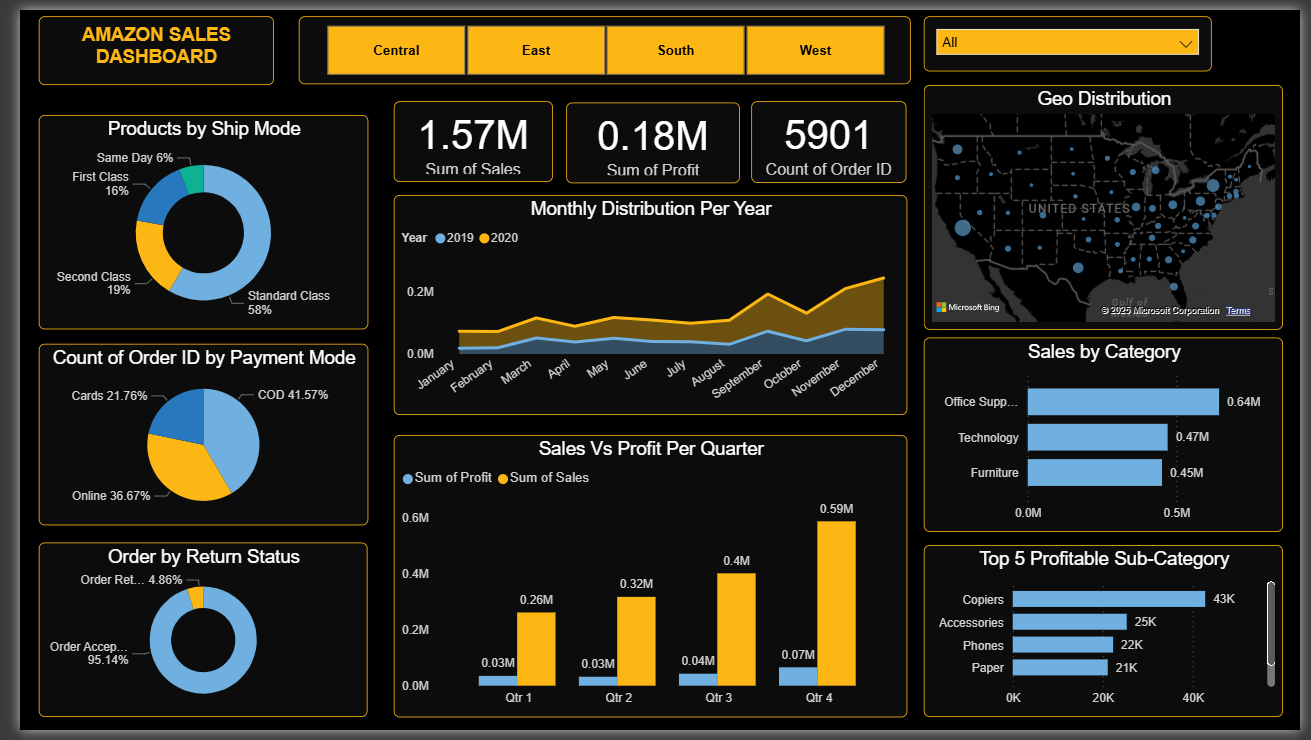 AMAZON SALES
DASHBOARD
Central
East
South
West
All
Products by Ship Mode
Same Day 6%
First Class
16%
Second Class
19%
Standard Class
58%
1.57M
Sum of Sales
0.18M
Sum of Profit
5901
Count of Order ID
Geo Distribution
UNITED STATES
Gulf of
Microsoft Bing
© 2025 Microsoft Corporation Terms
Monthly Distribution Per Year
Year 2019 2020
0.2M
0.0M
January
February
March
April
May
June
July
August
September
October
November
December
Count of Order ID by Payment Mode
Cards 21.76%
COD 41.57%
Online 36.67%
Sales by Category
Office Supp...
0.64M
Technology
0.47M
Furniture
0.45M
0.0M
0.5M
Sales Vs Profit Per Quarter
Sum of Profit Sum of Sales
0.6M
0.4M
0.2M
0.0M
0.03M
0.26M
0.03M
0.32M
0.04M
0.4M
0.07M
0.59M
Qtr 1
Qtr 2
Qtr 3
Qtr 4
Order by Return Status
Order Ret... 4.86%
Order Accep...
95.14%
Top 5 Profitable Sub-Category
Copiers
43K
Accessories
25K
Phones
22K
Paper
21K
0K
20K
40K